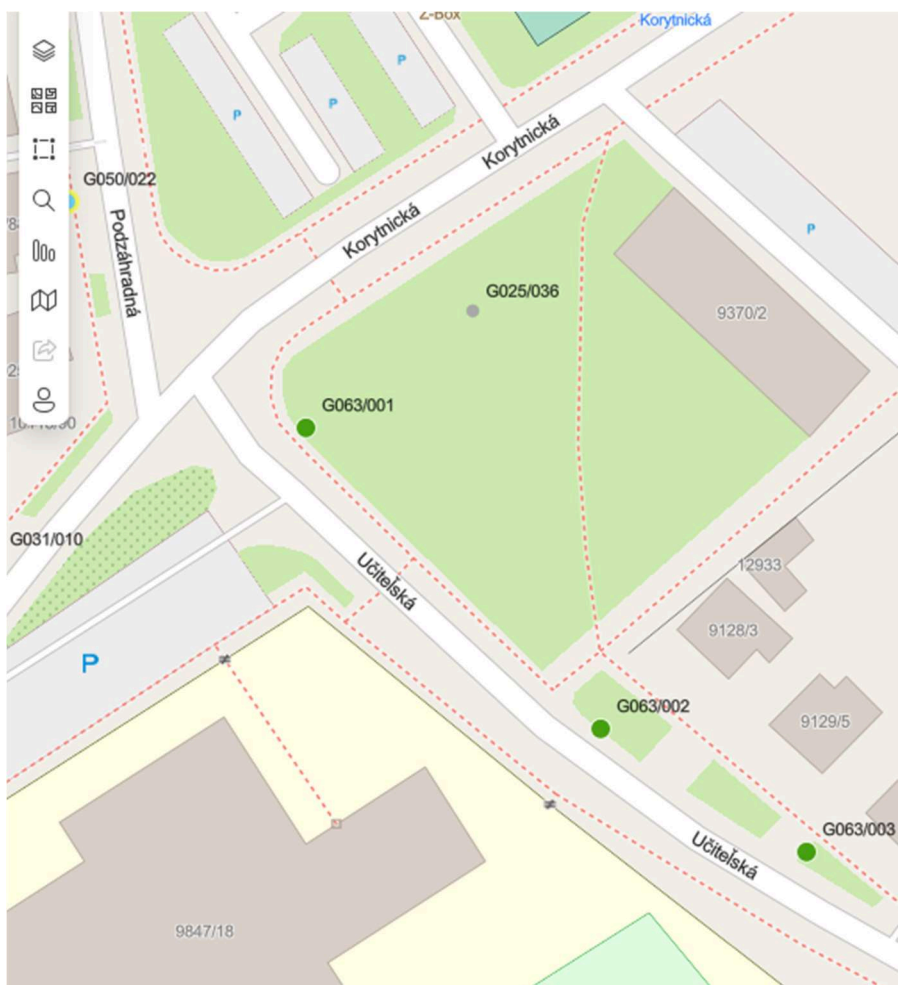 Z-Box
Korytnická
P
P
P
Korytnická
G050/022
Podzáhradná
Korytnická
P
G025/036
9370/2
G063/001
G031/010
12933
Učiteľská
9128/3
P
G063/002
9129/5
G063/003
Učiteľská
9847/18